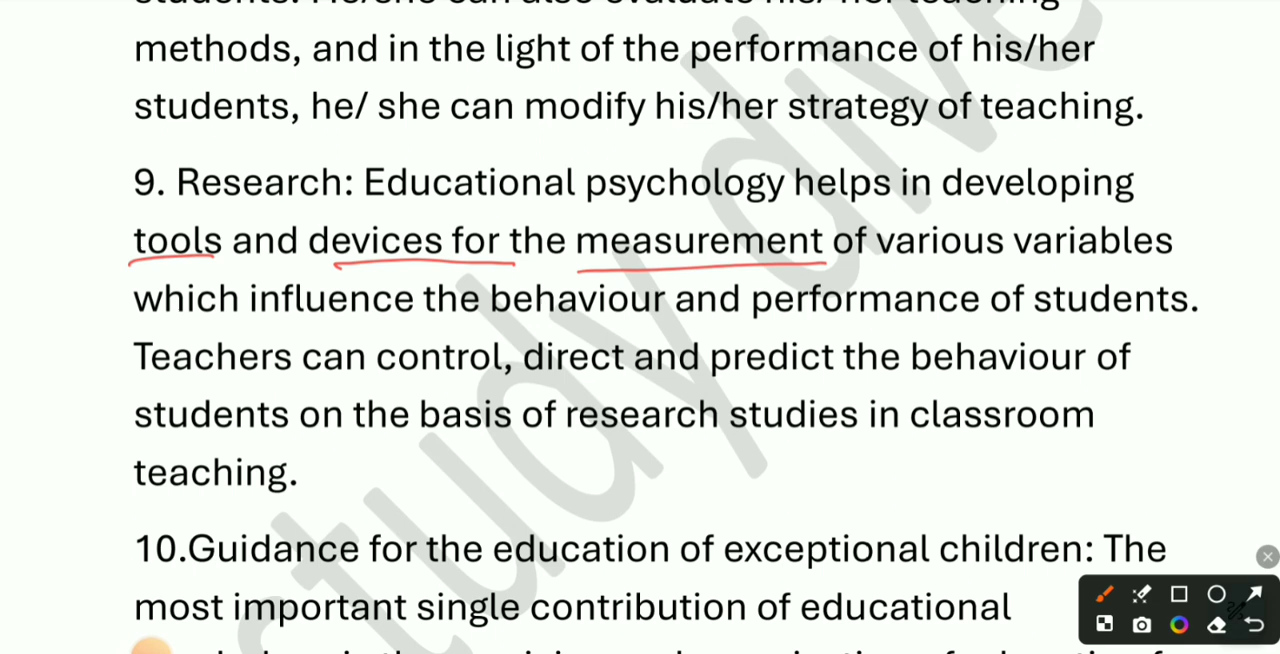 methods, and in the light of the performance of his/her
students, he/ she can modify his/her strategy of teaching.
9. Research: Educational psychology helps in developing
tools and devices for the measurement of various variables
which influence the behaviour and performance of students.
Teachers can control, direct and predict the behaviour of
students on the basis of research studies in classroom
teaching.
10.Guidance for the education of exceptional children: The
most important single contribution of educational
study dive